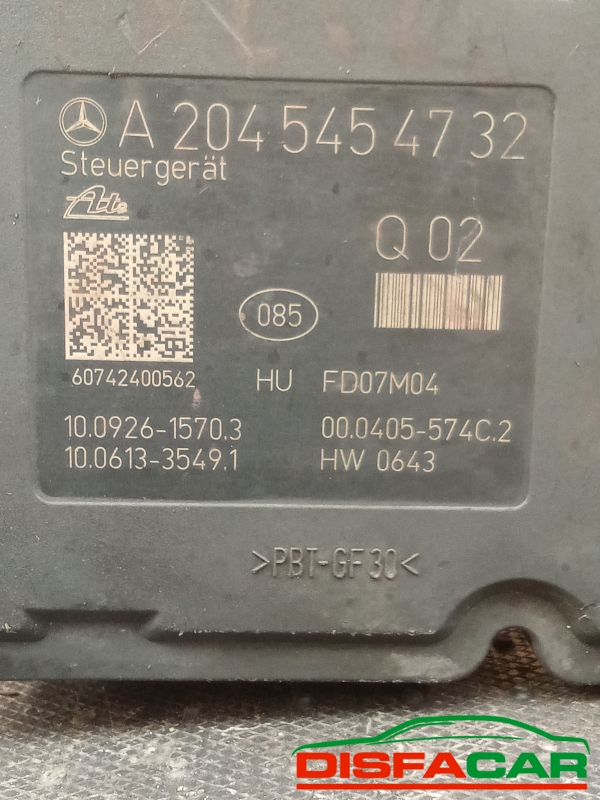 A 204 545 47 32
Steuergerät
Ate
Q 02
085
60742400562 HU FD07M04
10.0926-1570.3 00.0405-574C.2
10.0613-3549.1 HW 0643
>PBT-GF30<
DISFACAR